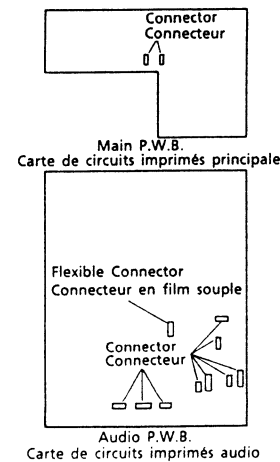 Connector
Connecteur
Main P.W.B.
Carte de circuits imprimés principale
Flexible Connector
Connecteur en film souple
Connector
Connecteur
Audio P.W.B.
Carte de circuits imprimés audio